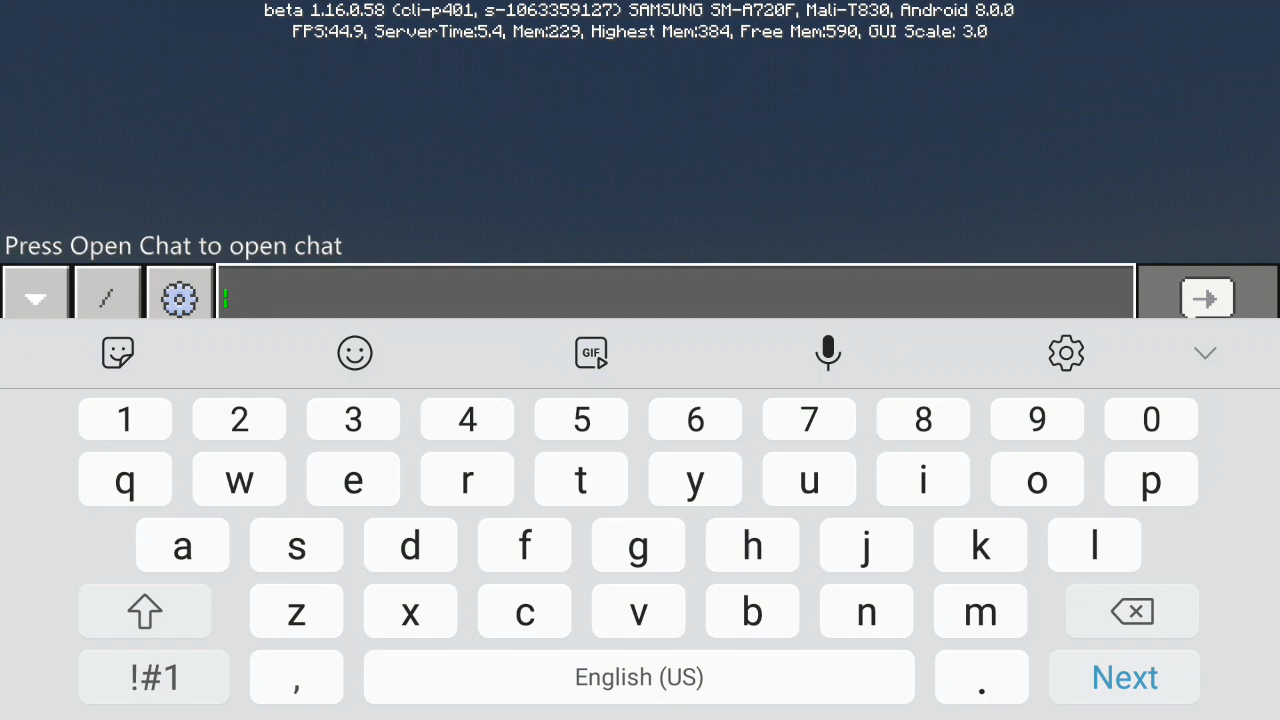 beta 1.16.0.58 (cli-p401, s-1063359127) SAMSUNG SM-A720F, Mali-T830, Android 8.0.0
FPS:44.9, ServerTime:5.4, Mem:229, Highest Mem:384, Free Mem:590, GUI Scale: 3.0
Press Open Chat to open chat
/
GIF
1 2 3 4 5 6 7 8 9 0
q w e r t y u i o p
a s d f g h j k l
z x c v b n m
!#1 , English (US) . Next